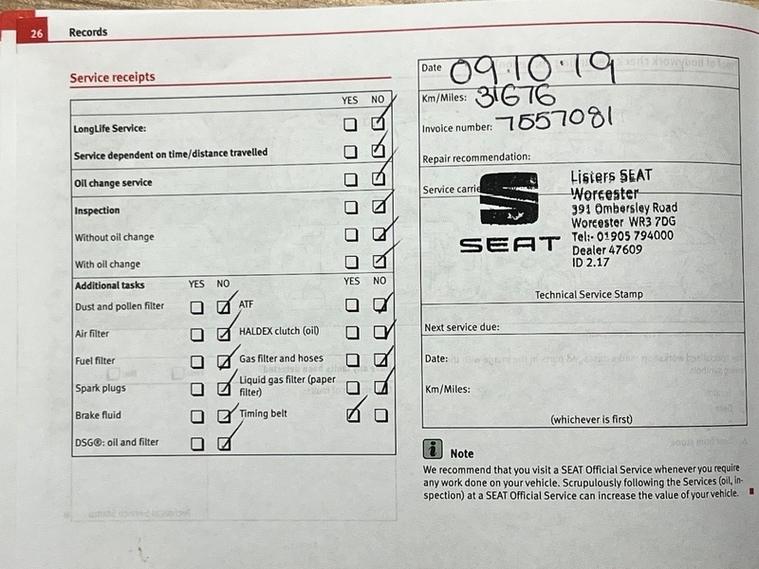 26 Records
Service receipts
YES NO
LongLife Service:
Service dependent on time/distance travelled
Oil change service
Inspection
Without oil change
With oil change
Additional tasks YES NO YES NO
Dust and pollen filter ATF
Air filter HALDEX clutch (oil)
Fuel filter Gas filter and hoses
Spark plugs Liquid gas filter (paper
filter)
Brake fluid Timing belt
DSG®: oil and filter
Date 09.10.19
Km/Miles: 31676
Invoice number: 7557081
Repair recommendation:
Service carrie
SEAT
Listers SEAT
Worcester
391 Ombersley Road
Worcester WR3 7DG
Tel:- 01905 794000
Dealer 47609
ID 2.17
Technical Service Stamp
Next service due:
Date:
Km/Miles:
(whichever is first)
i Note
We recommend that you visit a SEAT Official Service whenever you require
any work done on your vehicle. Scrupulously following the Services (oil, in-
spection) at a SEAT Official Service can increase the value of your vehicle.